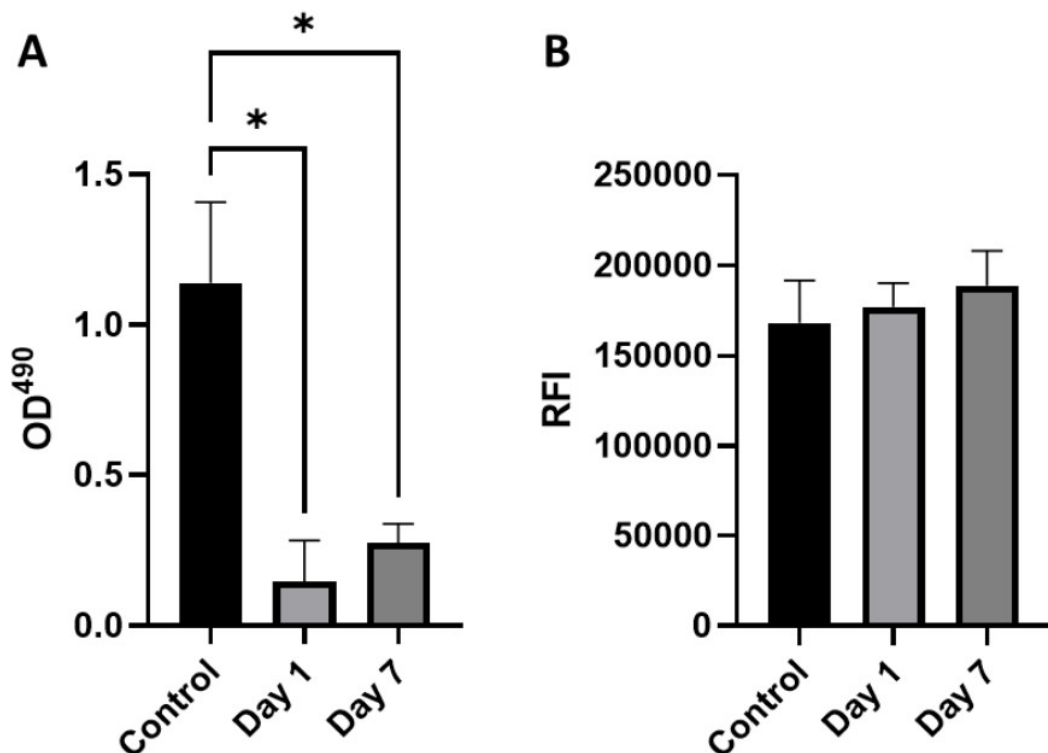 A
*
*
1.5
1.0
0.5
0.0
OD⁴⁹⁰
Control
Day 1
Day 7
B
250000
200000
150000
100000
50000
0
RFI
Control
Day 1
Day 7